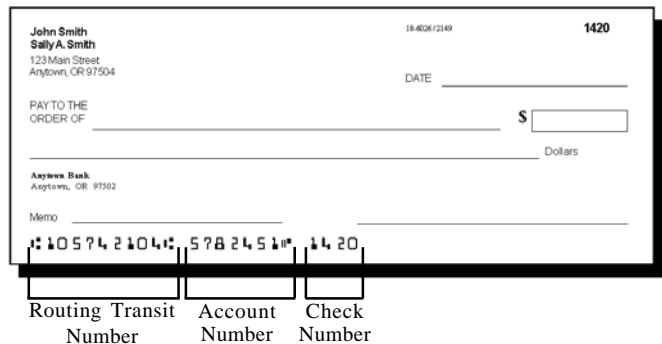 John Smith
Sally A. Smith
123 Main Street
Anytown, OR 97504
18-6026/2149
1420
DATE
PAY TO THE
ORDER OF
$
Dollars
Anytown Bank
Anytown, OR 97502
Memo
⑆105742104⑆ 5782451⑈ 1420
Routing Transit Number
Account Number
Check Number